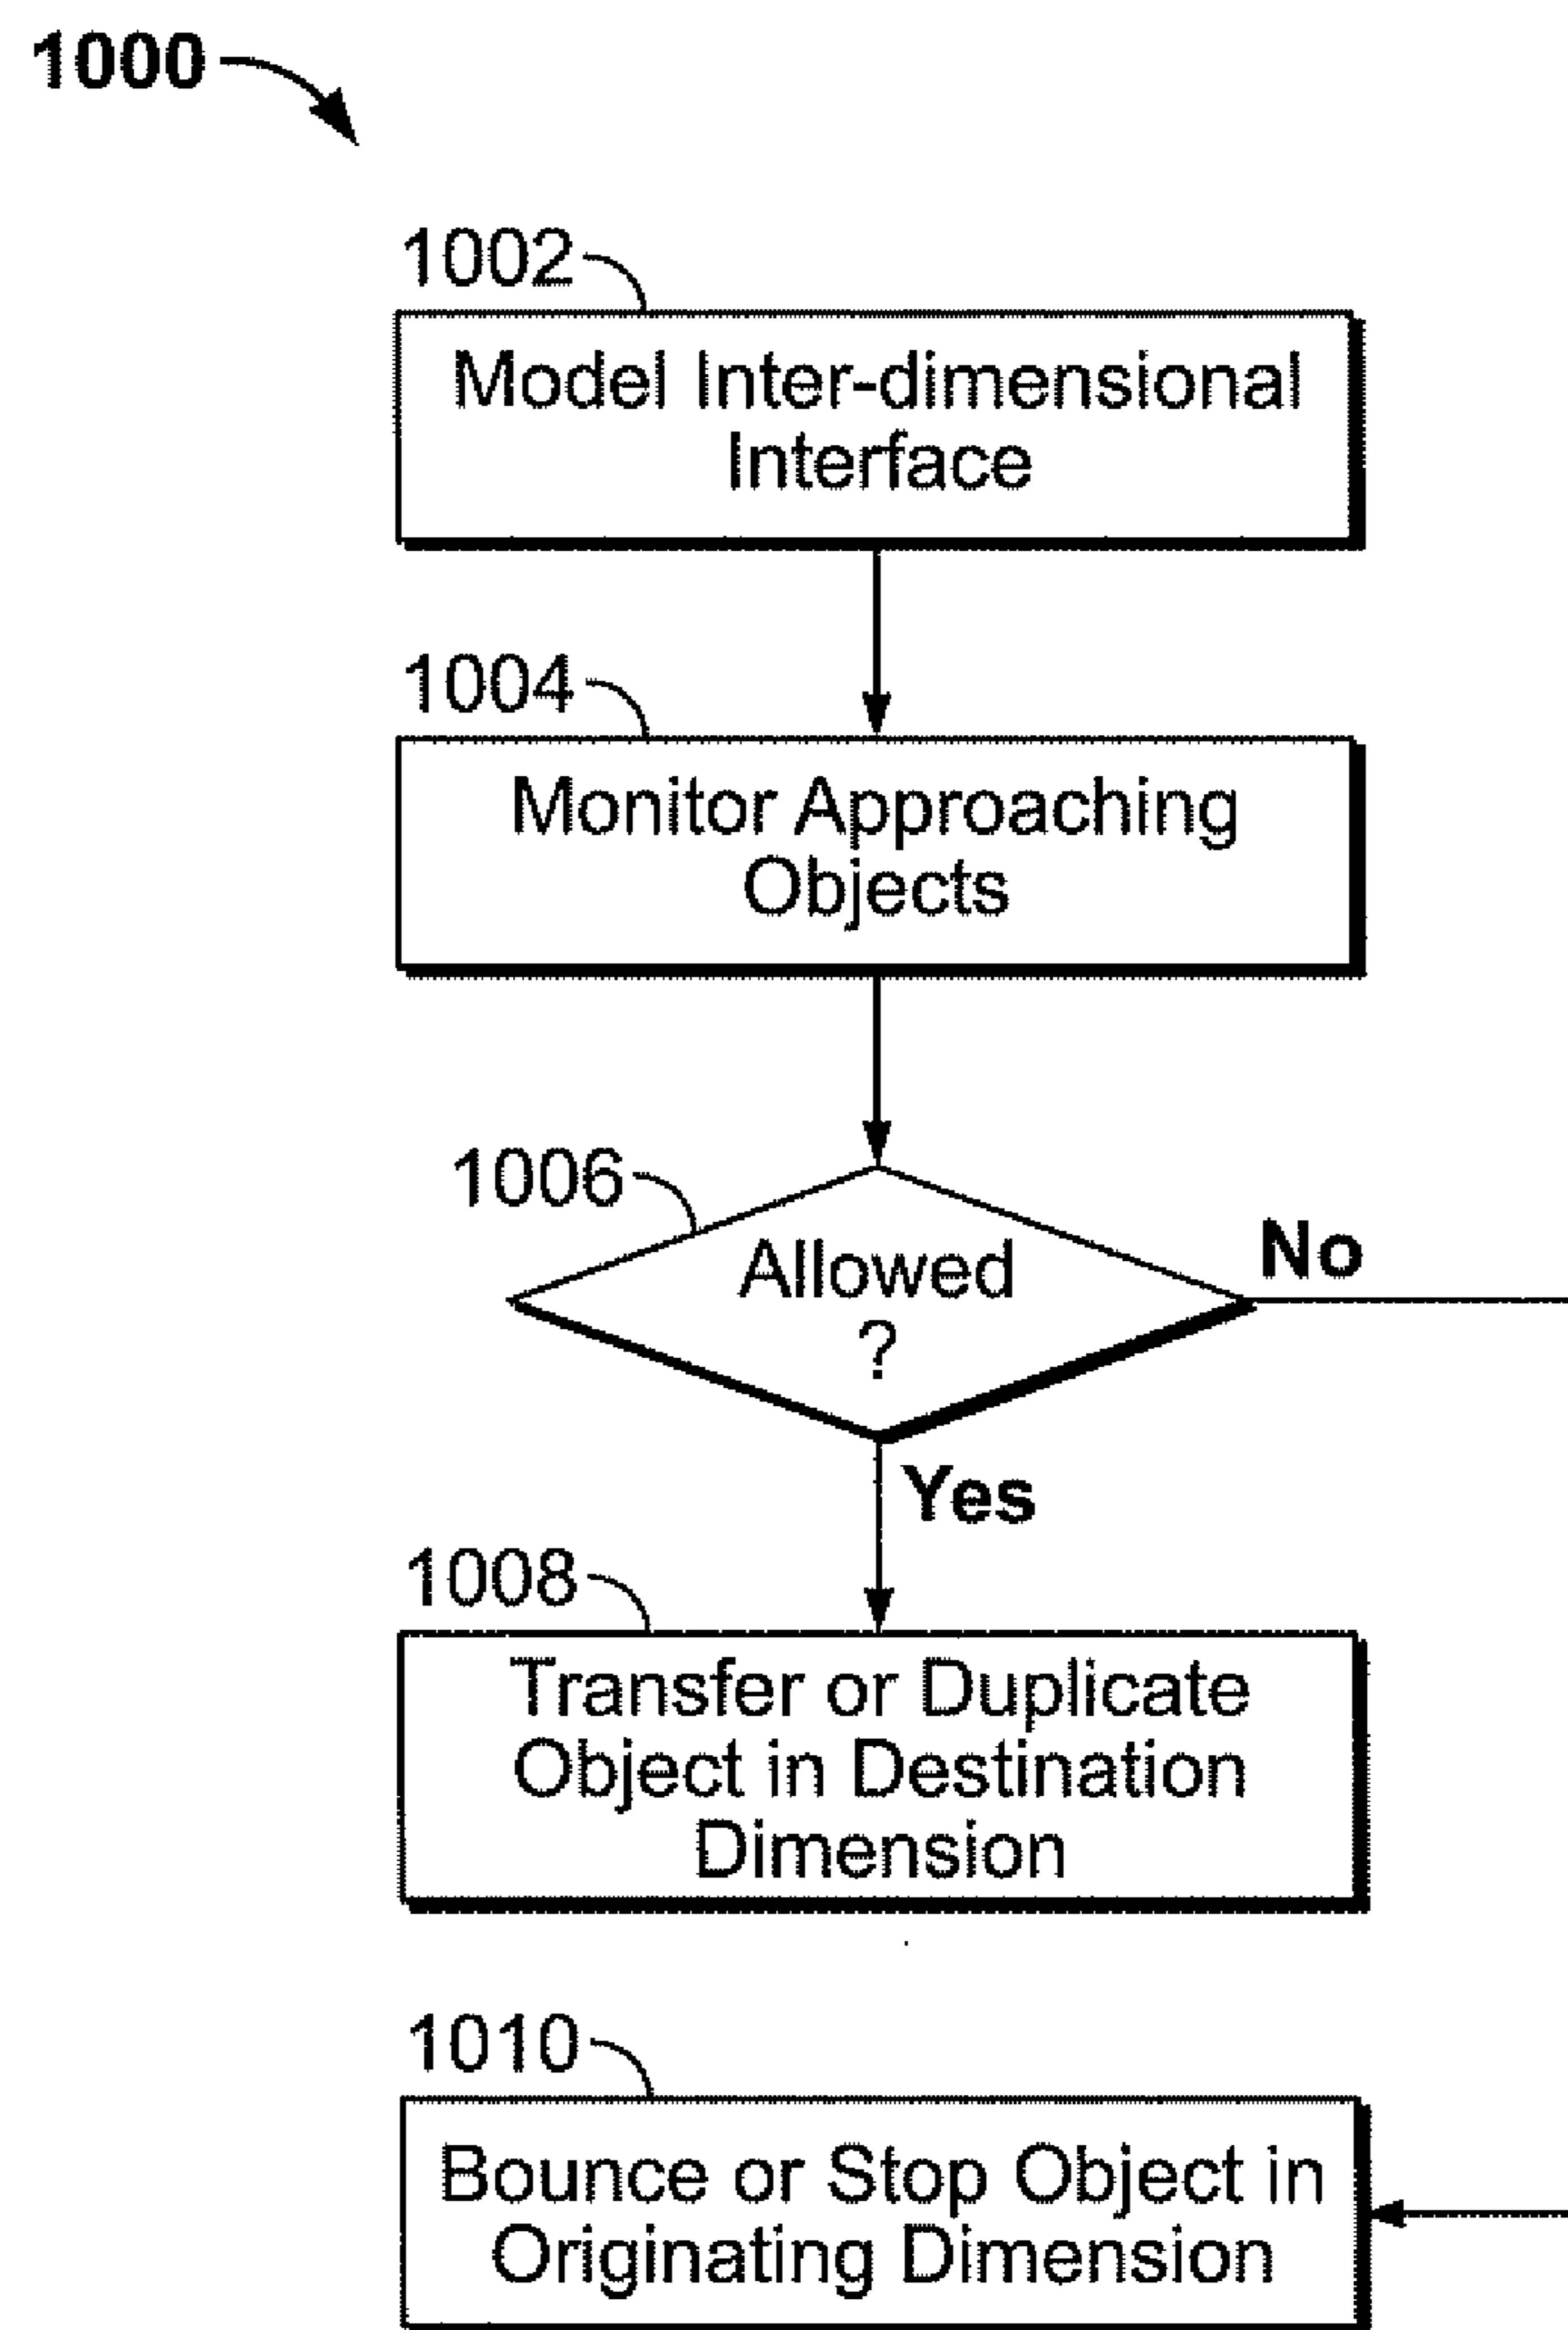 1000
1002
Model Inter-dimensional
Interface
1004
Monitor Approaching
Objects
1006
Allowed
?
No
Yes
1008
Transfer or Duplicate
Object in Destination
Dimension
1010
Bounce or Stop Object in
Originating Dimension